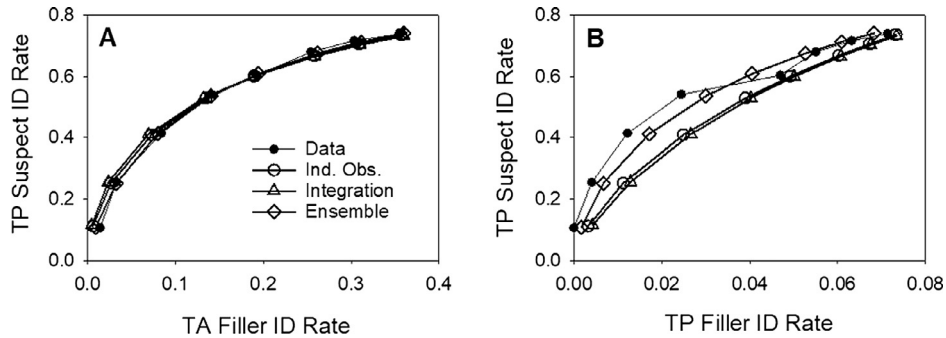 A
TP Suspect ID Rate
0.8
0.6
0.4
0.2
0.0
0.0 0.1 0.2 0.3 0.4
TA Filler ID Rate
Data
Ind. Obs.
Integration
Ensemble
B
TP Suspect ID Rate
0.8
0.6
0.4
0.2
0.0
0.00 0.02 0.04 0.06 0.08
TP Filler ID Rate